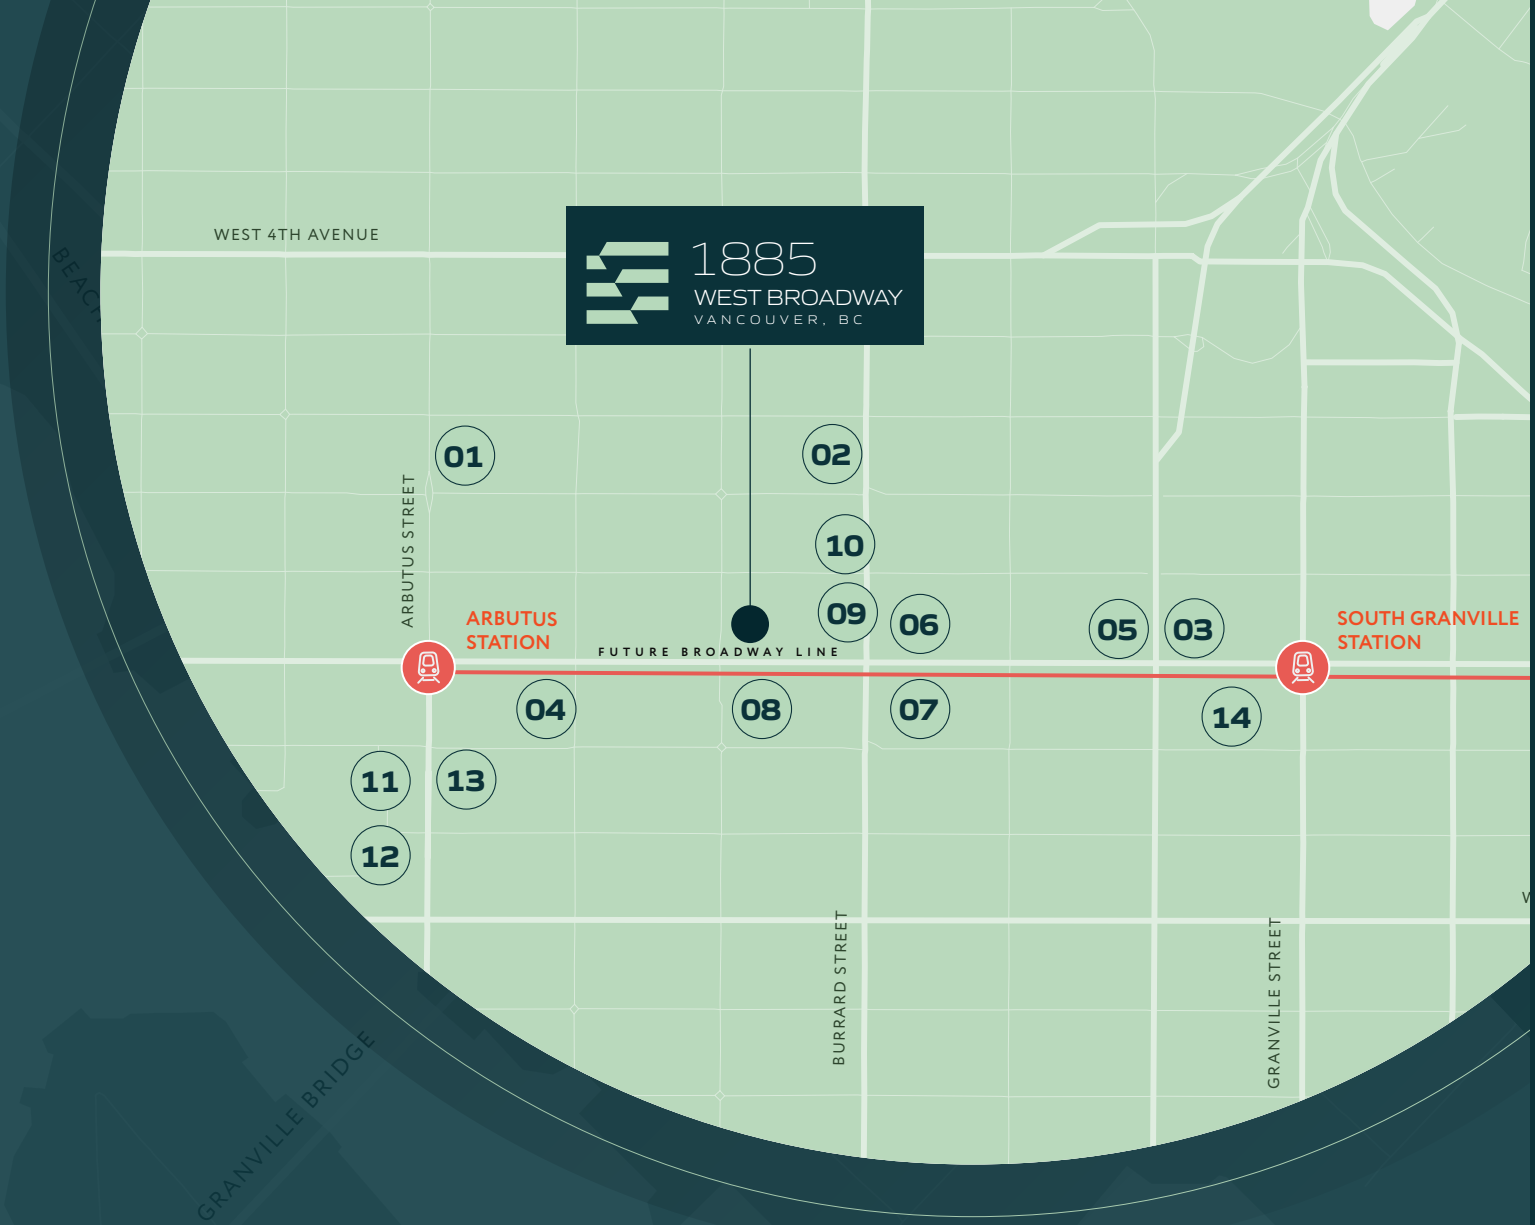 WEST 4TH AVENUE
BEACH
1885
WEST BROADWAY
VANCOUVER, BC
01
02
ARBUTUS STREET
10
09
06
05
03
ARBUTUS
STATION
SOUTH GRANVILLE
STATION
FUTURE BROADWAY LINE
04
08
07
14
11
13
12
BURRARD STREET
GRANVILLE STREET
GRANVILLE BRIDGE